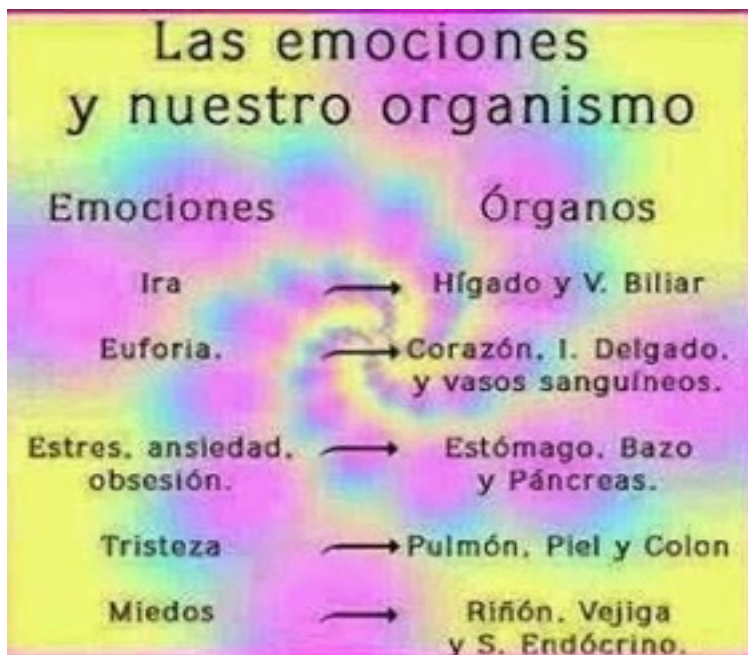 Las emociones
y nuestro organismo
Emociones Órganos
Ira Hígado y V. Biliar
Euforia. Corazón, I. Delgado,
y vasos sanguíneos.
Estres, ansiedad, Estómago, Bazo
obsesión. y Páncreas.
Tristeza Pulmón, Piel y Colon
Miedos Riñón, Vejiga
y S. Endócrino.